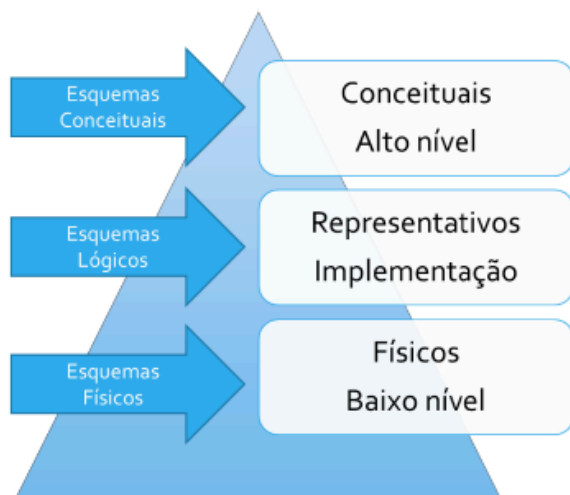 Esquemas
Conceituais
Conceituais
Alto nível
Esquemas
Lógicos
Representativos
Implementação
Esquemas
Físicos
Físicos
Baixo nível